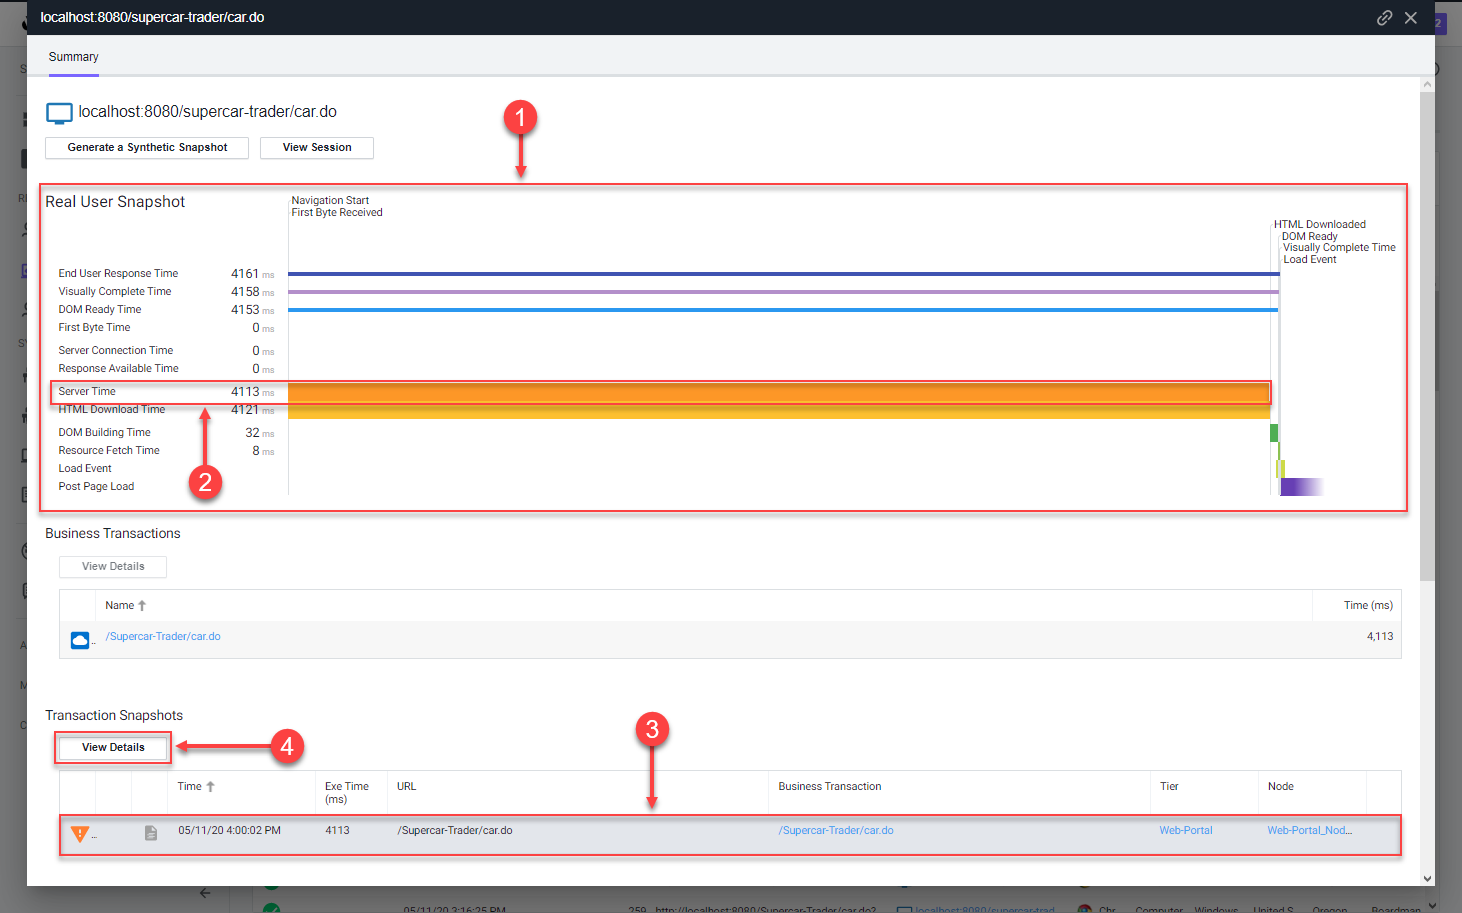 localhost:8080/supercar-trader/car.do
2
Summary
localhost:8080/supercar-trader/car.do
1
Generate a Synthetic Snapshot
View Session
Real User Snapshot
Navigation Start
First Byte Received
HTML Downloaded
DOM Ready
Visually Complete Time
Load Event
End User Response Time 4161 ms
Visually Complete Time 4158 ms
DOM Ready Time 4153 ms
First Byte Time 0 ms
Server Connection Time 0 ms
Response Available Time 0 ms
Server Time 4113 ms
HTML Download Time 4121 ms
DOM Building Time 32 ms
Resource Fetch Time 8 ms
Load Event
Post Page Load
2
Business Transactions
View Details
Name Time (ms)
/Supercar-Trader/car.do 4,113
Transaction Snapshots
3
View Details
4
Time Exe Time (ms) URL Business Transaction Tier Node
05/11/20 4:00:02 PM 4113 /Supercar-Trader/car.do /Supercar-Trader/car.do Web-Portal Web-Portal_Nod...
05/11/20 3:16:25 PM 259 http://localhost:8080/Supercar-Trader/car.do? localhost:8080/supercar-trad Chr Computer Windows United S Oregon Boardman